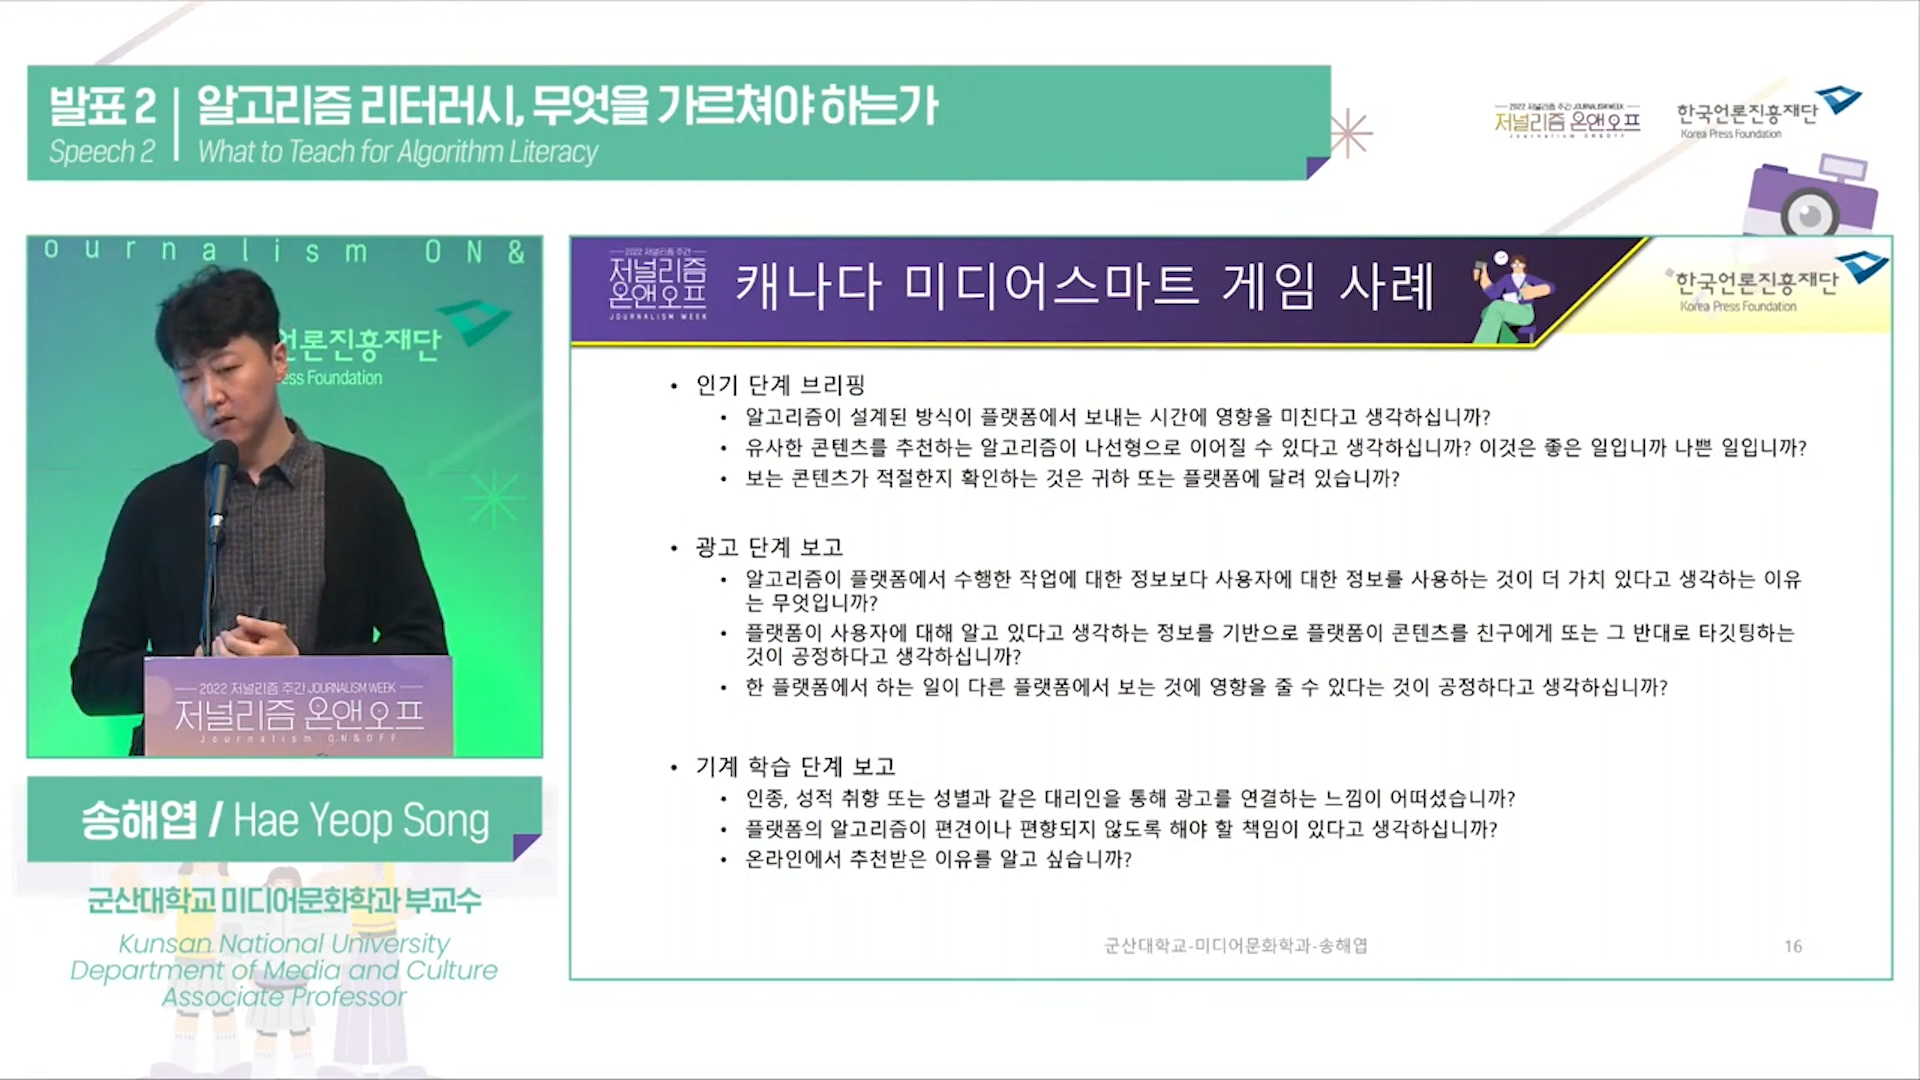 발표 2 | 알고리즘 리터러시, 무엇을 가르쳐야 하는가
Speech 2 What to Teach for Algorithm Literacy
2022 저널리즘 주간 JOURNALISM WEEK
저널리즘 온앤오프
Journalism ON&OFF
한국언론진흥재단
Korea Press Foundation
ournalism ON&
언론진흥재단
ess Foundation
2022 저널리즘 주간 JOURNALISM WEEK
저널리즘 온앤오프
Journalism ON&OFF
송해엽 / Hae Yeop Song
군산대학교 미디어문화학과 부교수
Kunsan National University
Department of Media and Culture
Associate Professor
2022 저널리즘 주간
저널리즘
온앤오프
JOURNALISM WEEK
캐나다 미디어스마트 게임 사례
한국언론진흥재단
Korea Press Foundation
• 인기 단계 브리핑
• 알고리즘이 설계된 방식이 플랫폼에서 보내는 시간에 영향을 미친다고 생각하십니까?
• 유사한 콘텐츠를 추천하는 알고리즘이 나선형으로 이어질 수 있다고 생각하십니까? 이것은 좋은 일입니까 나쁜 일입니까?
• 보는 콘텐츠가 적절한지 확인하는 것은 귀하 또는 플랫폼에 달려 있습니까?
• 광고 단계 보고
• 알고리즘이 플랫폼에서 수행한 작업에 대한 정보보다 사용자에 대한 정보를 사용하는 것이 더 가치 있다고 생각하는 이유
는 무엇입니까?
• 플랫폼이 사용자에 대해 알고 있다고 생각하는 정보를 기반으로 플랫폼이 콘텐츠를 친구에게 또는 그 반대로 타깃팅하는
것이 공정하다고 생각하십니까?
• 한 플랫폼에서 하는 일이 다른 플랫폼에서 보는 것에 영향을 줄 수 있다는 것이 공정하다고 생각하십니까?
• 기계 학습 단계 보고
• 인종, 성적 취향 또는 성별과 같은 대리인을 통해 광고를 연결하는 느낌이 어떠셨습니까?
• 플랫폼의 알고리즘이 편견이나 편향되지 않도록 해야 할 책임이 있다고 생각하십니까?
• 온라인에서 추천받은 이유를 알고 싶습니까?
군산대학교-미디어문화학과-송해엽
16